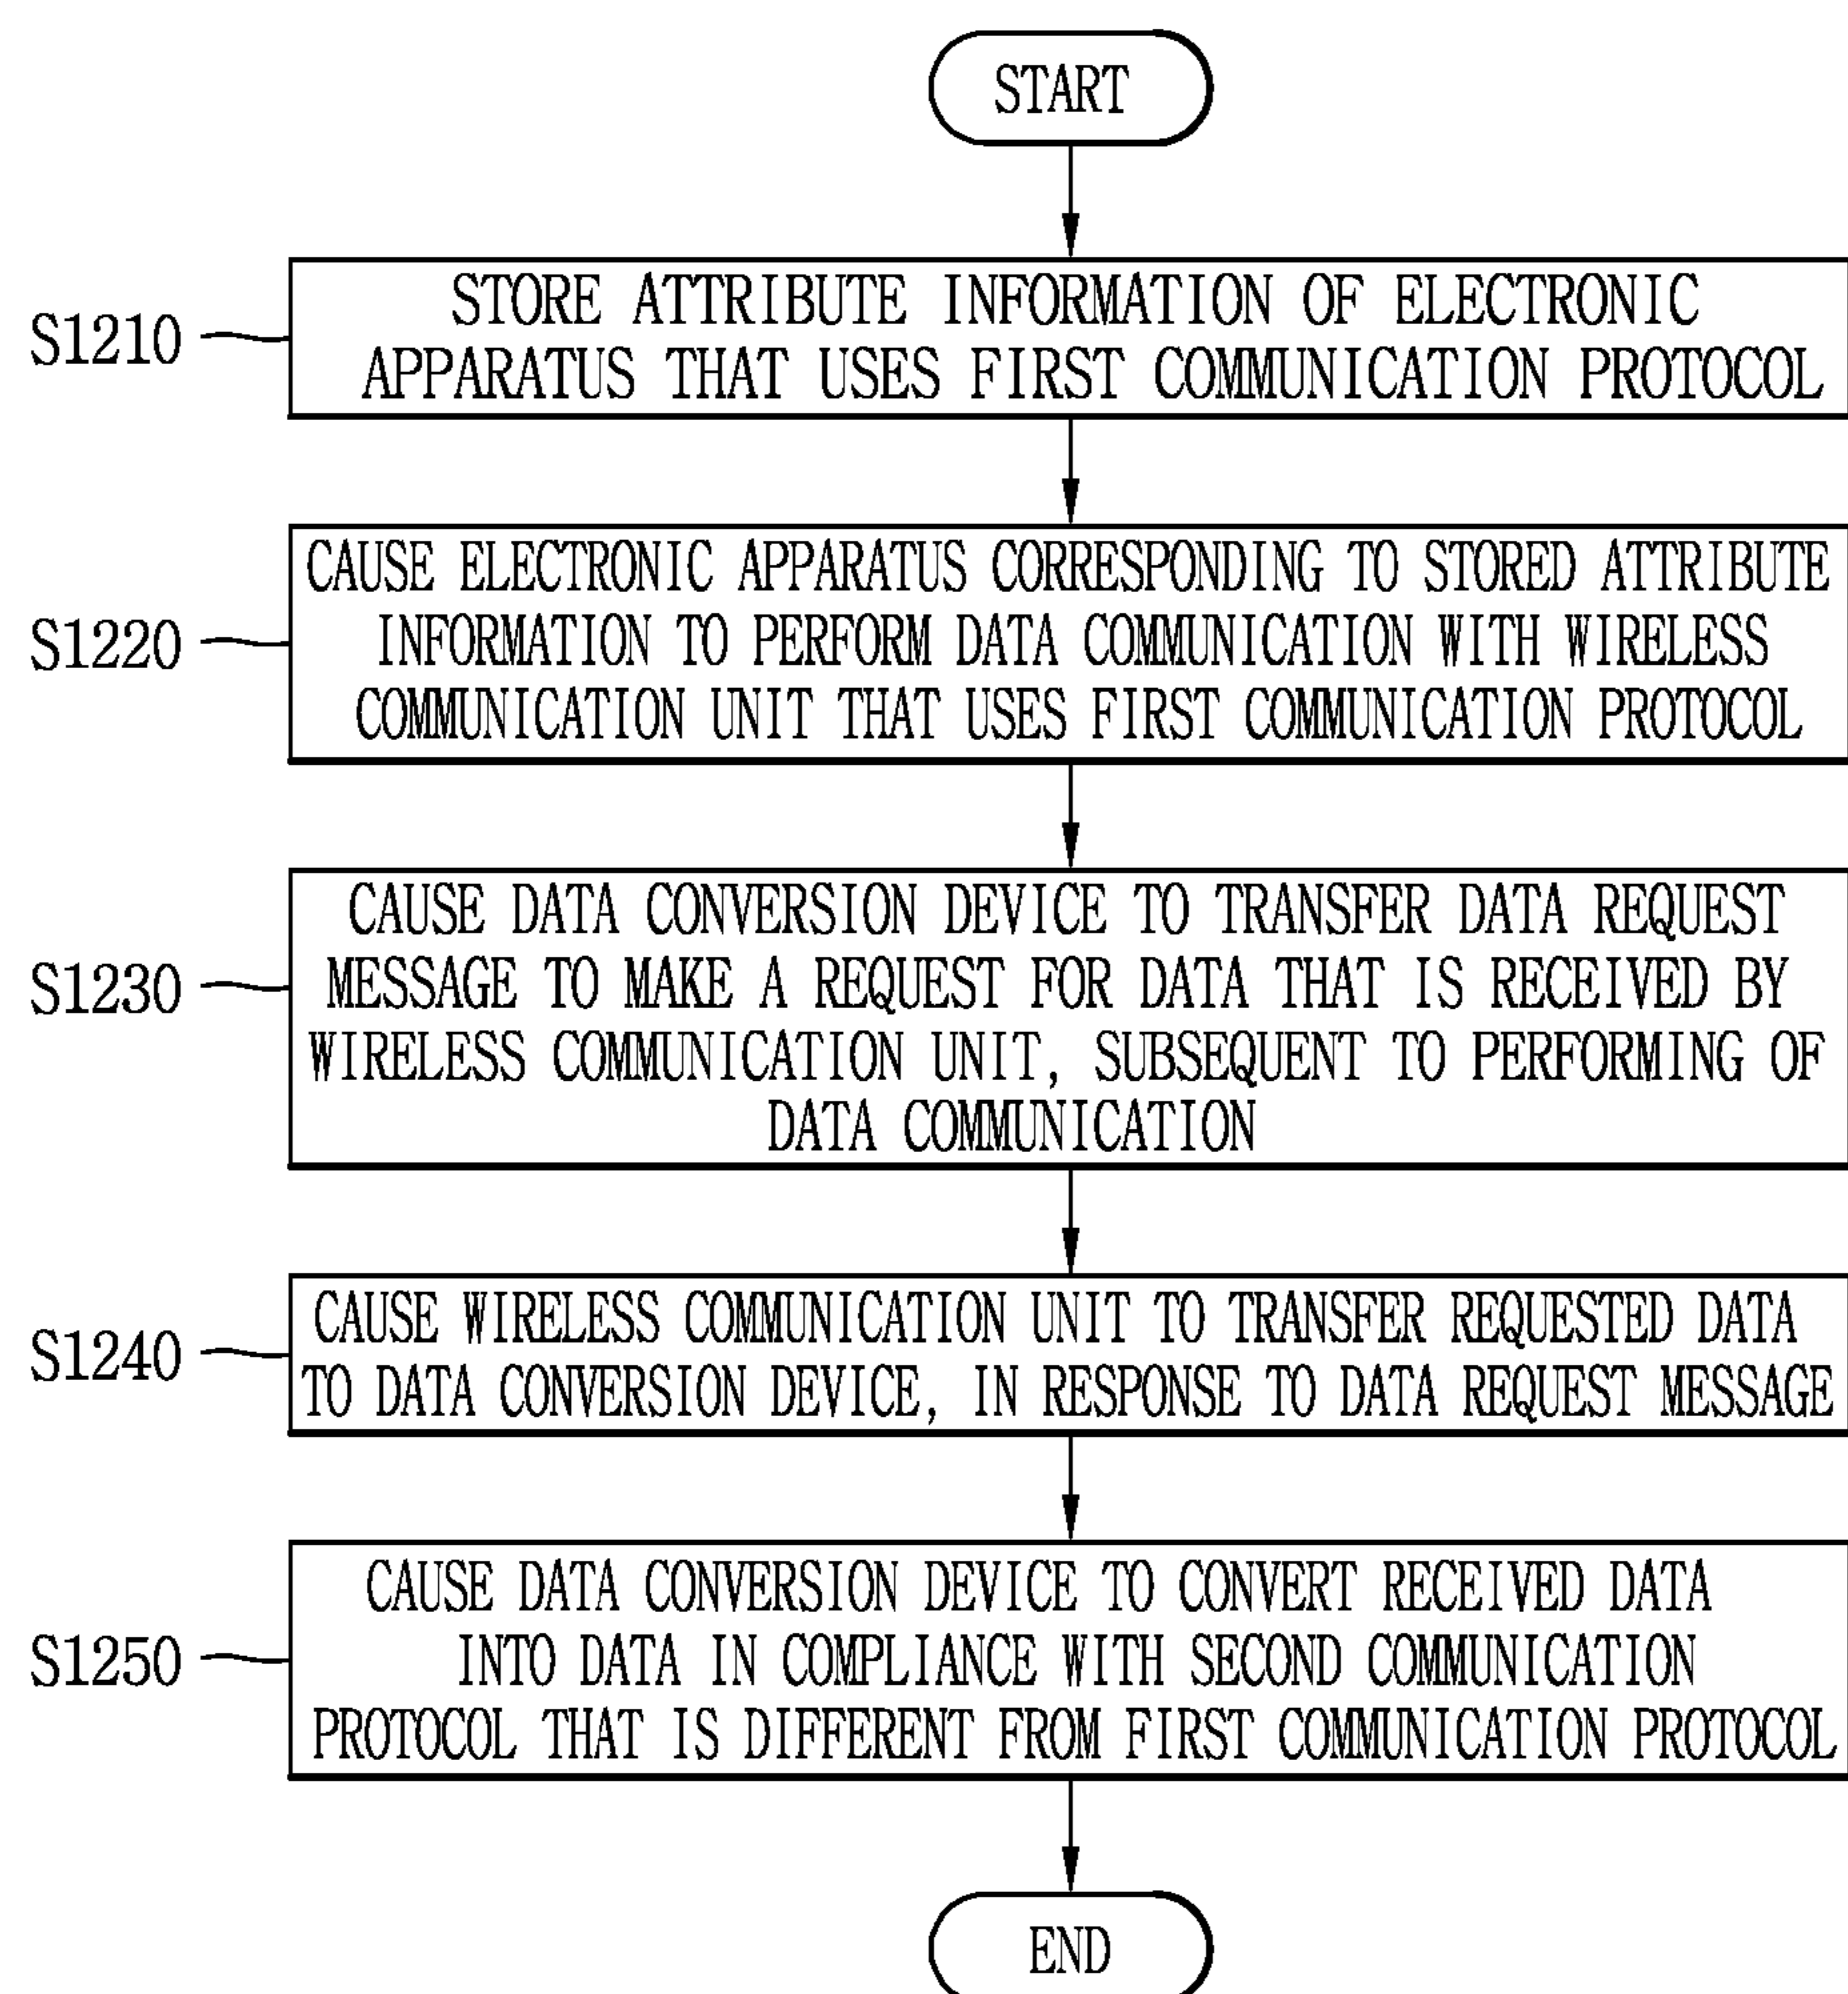 START
S1210
STORE ATTRIBUTE INFORMATION OF ELECTRONIC
APPARATUS THAT USES FIRST COMMUNICATION PROTOCOL
S1220
CAUSE ELECTRONIC APPARATUS CORRESPONDING TO STORED ATTRIBUTE
INFORMATION TO PERFORM DATA COMMUNICATION WITH WIRELESS
COMMUNICATION UNIT THAT USES FIRST COMMUNICATION PROTOCOL
S1230
CAUSE DATA CONVERSION DEVICE TO TRANSFER DATA REQUEST
MESSAGE TO MAKE A REQUEST FOR DATA THAT IS RECEIVED BY
WIRELESS COMMUNICATION UNIT, SUBSEQUENT TO PERFORMING OF
DATA COMMUNICATION
S1240
CAUSE WIRELESS COMMUNICATION UNIT TO TRANSFER REQUESTED DATA
TO DATA CONVERSION DEVICE, IN RESPONSE TO DATA REQUEST MESSAGE
S1250
CAUSE DATA CONVERSION DEVICE TO CONVERT RECEIVED DATA
INTO DATA IN COMPLIANCE WITH SECOND COMMUNICATION
PROTOCOL THAT IS DIFFERENT FROM FIRST COMMUNICATION PROTOCOL
END